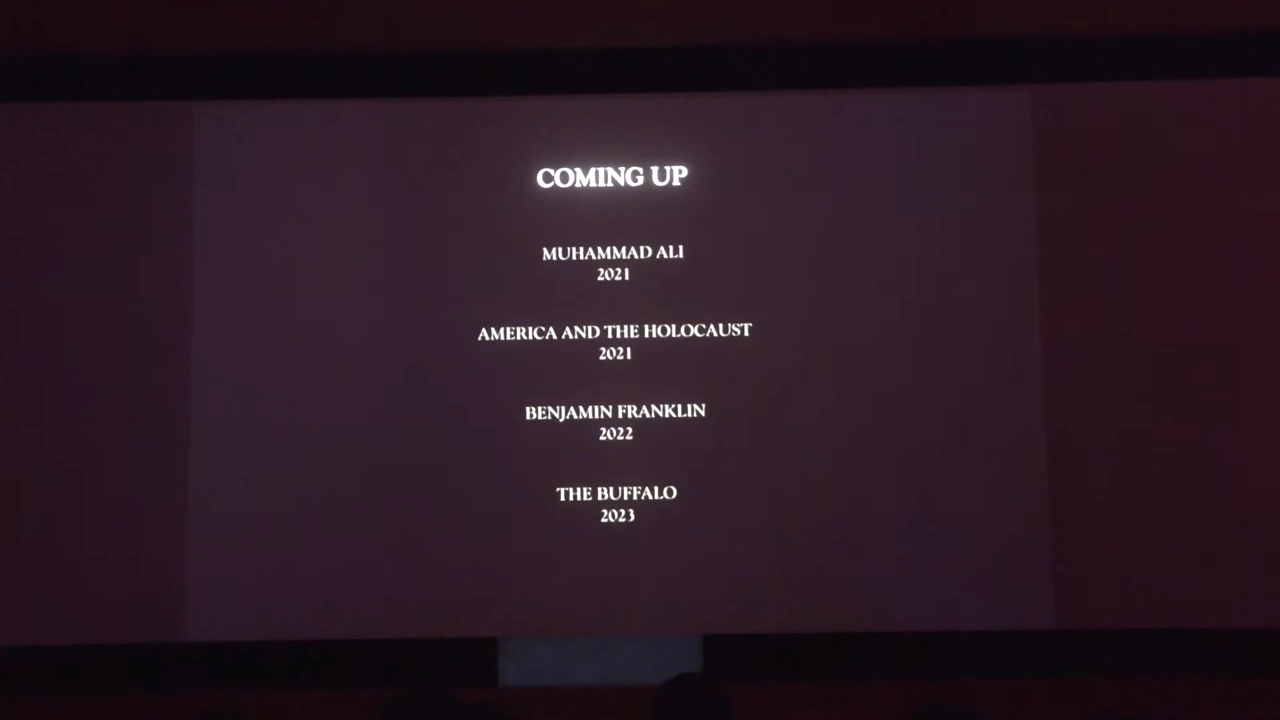 COMING UP
MUHAMMAD ALI
2021
AMERICA AND THE HOLOCAUST
2021
BENJAMIN FRANKLIN
2022
THE BUFFALO
2023